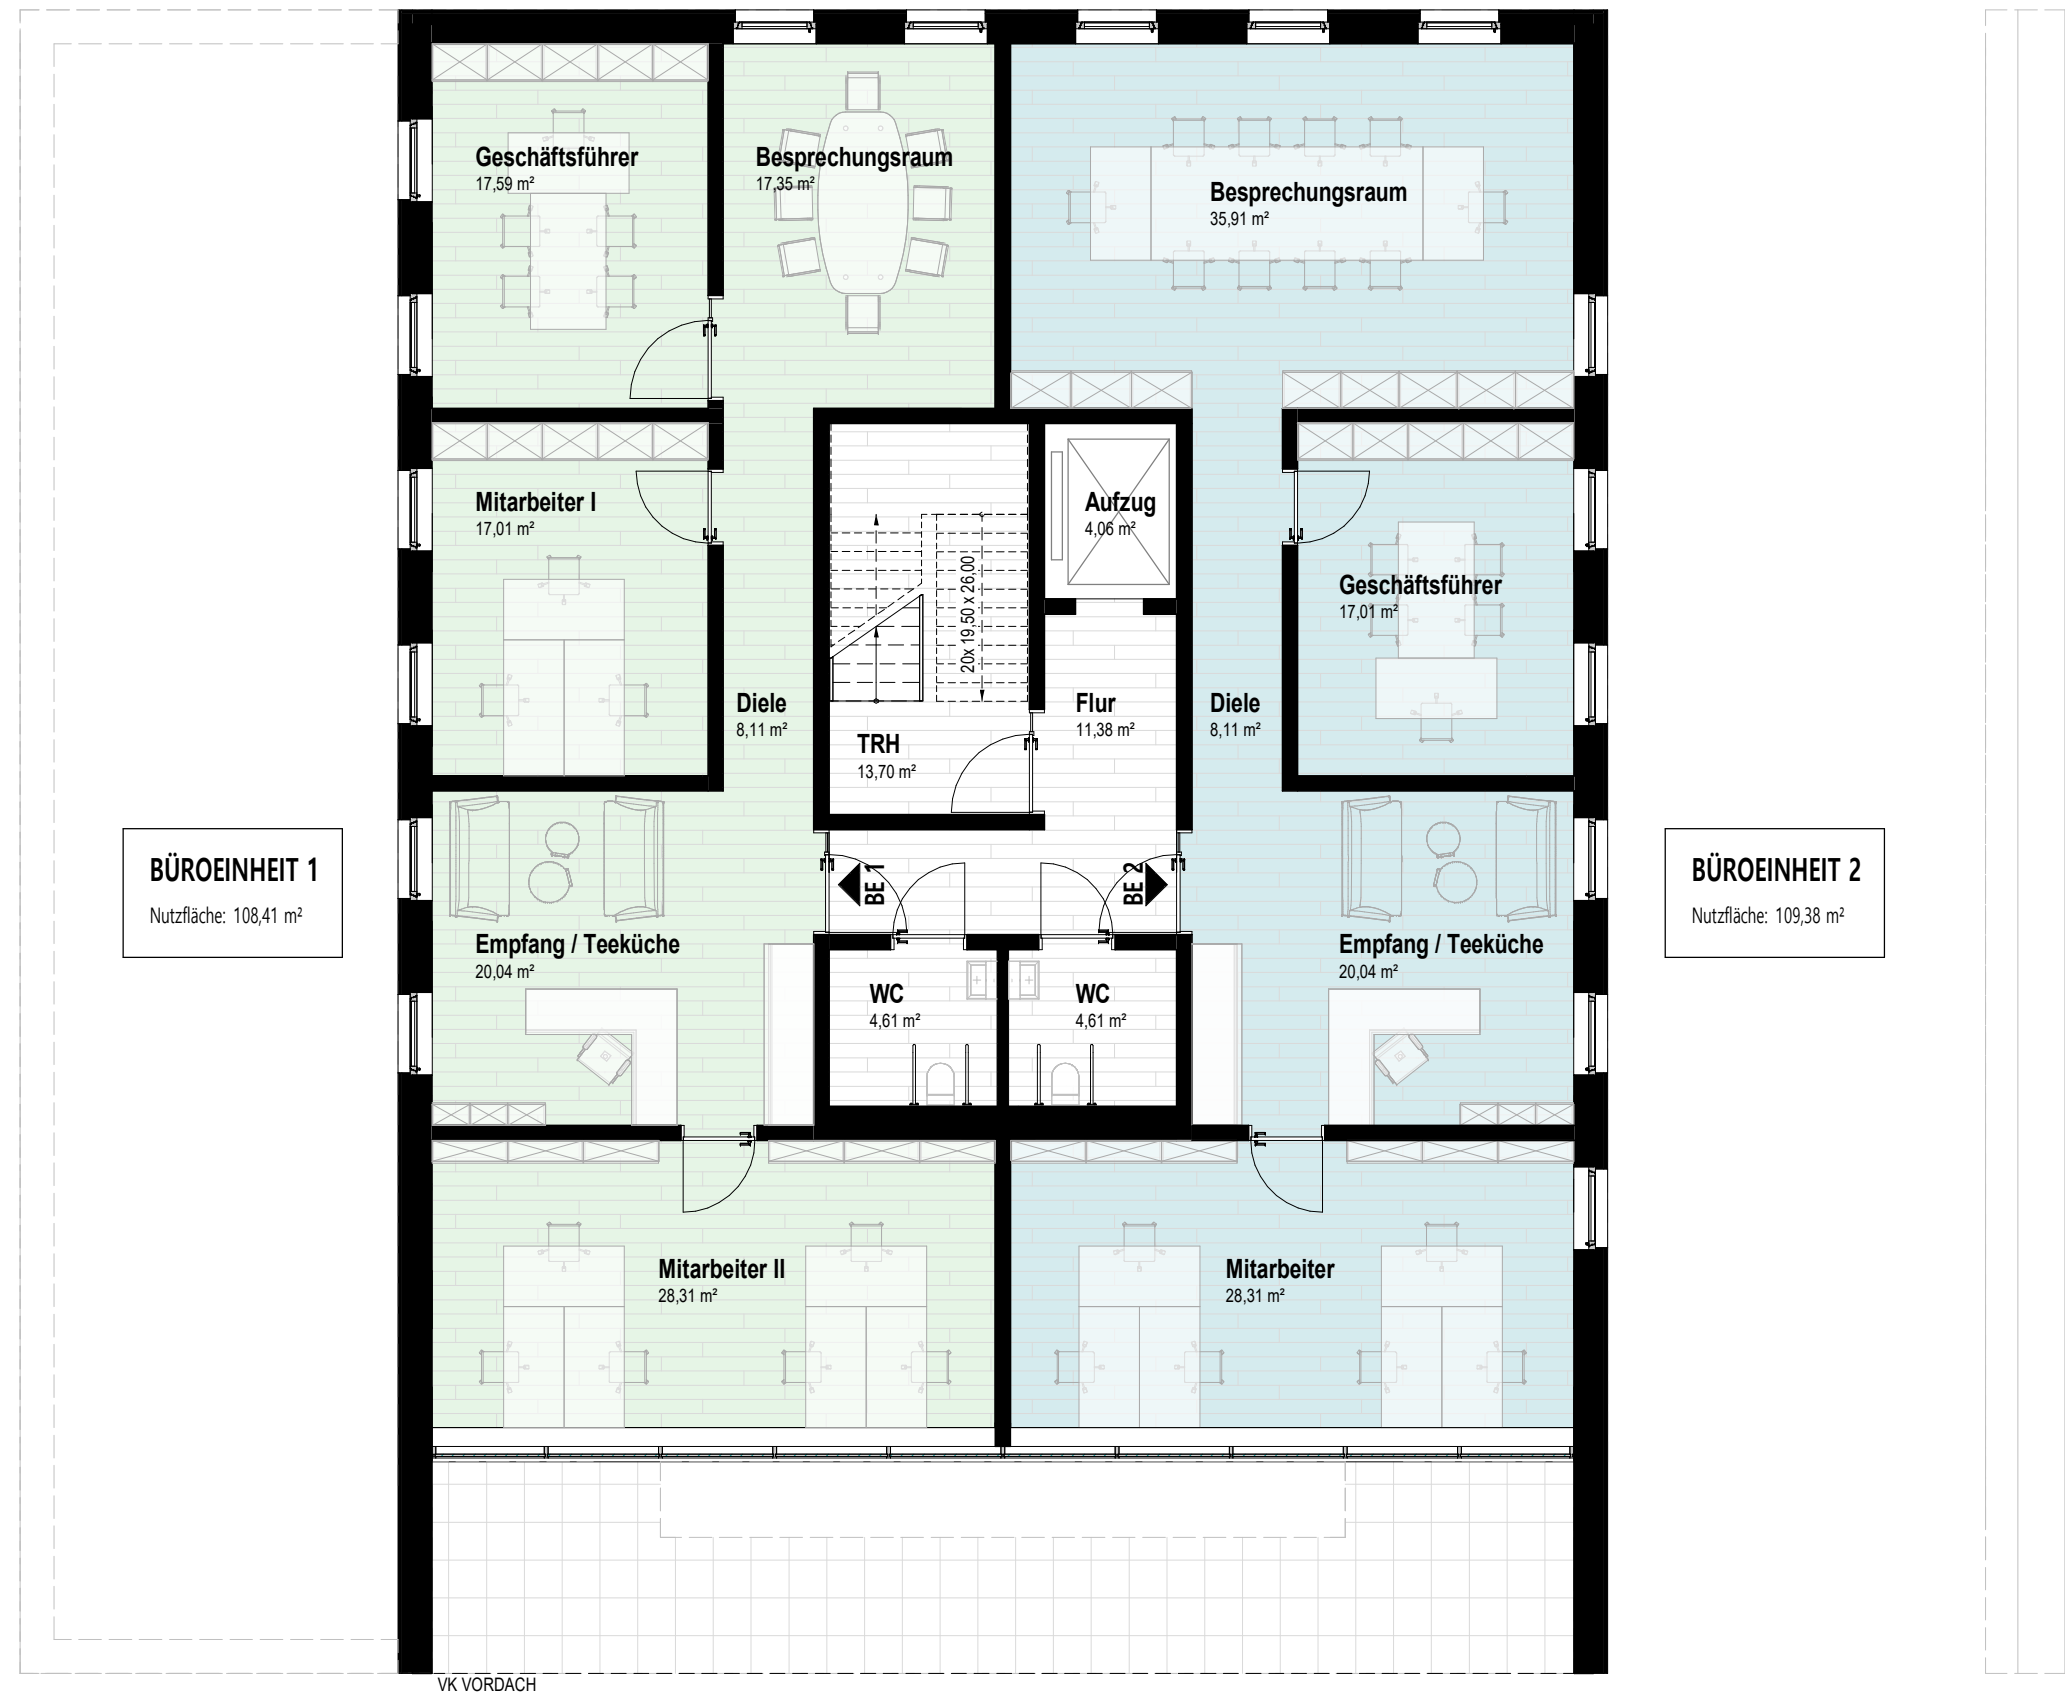 Geschäftsführer
17,59 m²
Besprechungsraum
17,35 m²
Besprechungsraum
35,91 m²
Mitarbeiter I
17,01 m²
Aufzug
4,06 m²
20x 19,50 x 26,00
Geschäftsführer
17,01 m²
Diele
8,11 m²
TRH
13,70 m²
Flur
11,38 m²
Diele
8,11 m²
BÜROEINHEIT 1
Nutzfläche: 108,41 m²
BE 1
BE 2
BÜROEINHEIT 2
Nutzfläche: 109,38 m²
Empfang / Teeküche
20,04 m²
WC
4,61 m²
WC
4,61 m²
Empfang / Teeküche
20,04 m²
Mitarbeiter II
28,31 m²
Mitarbeiter
28,31 m²
VK VORDACH